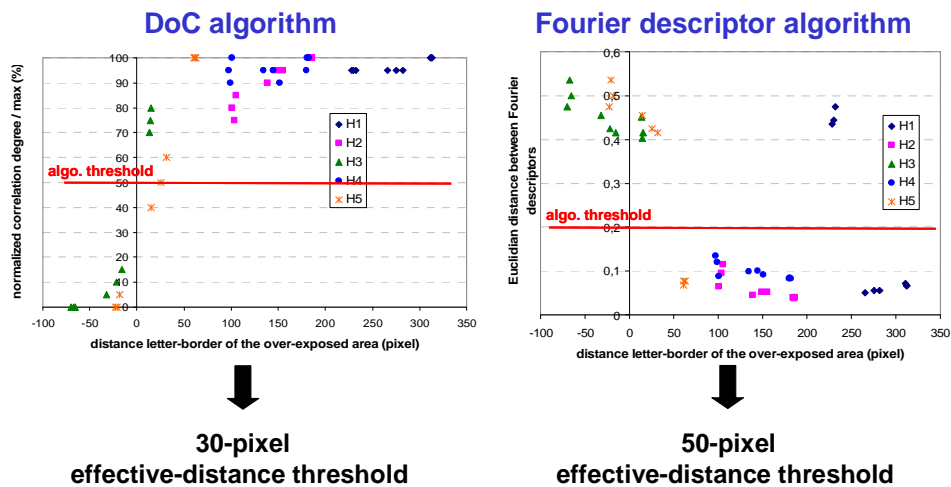 DoC algorithm
normalized correlation degree / max (%)
100
90
80
70
60
50
40
30
20
10
0
algo. threshold
H1
H2
H3
H4
H5
-100 -50 0 50 100 150 200 250 300 350
distance letter-border of the over-exposed area (pixel)
30-pixel
effective-distance threshold
Fourier descriptor algorithm
Euclidian distance between Fourier
descriptors
0,6
0,5
0,4
0,3
0,2
0,1
0
algo. threshold
H1
H2
H3
H4
H5
-100 -50 0 50 100 150 200 250 300 350
distance letter-border of the over-exposed area (pixel)
50-pixel
effective-distance threshold